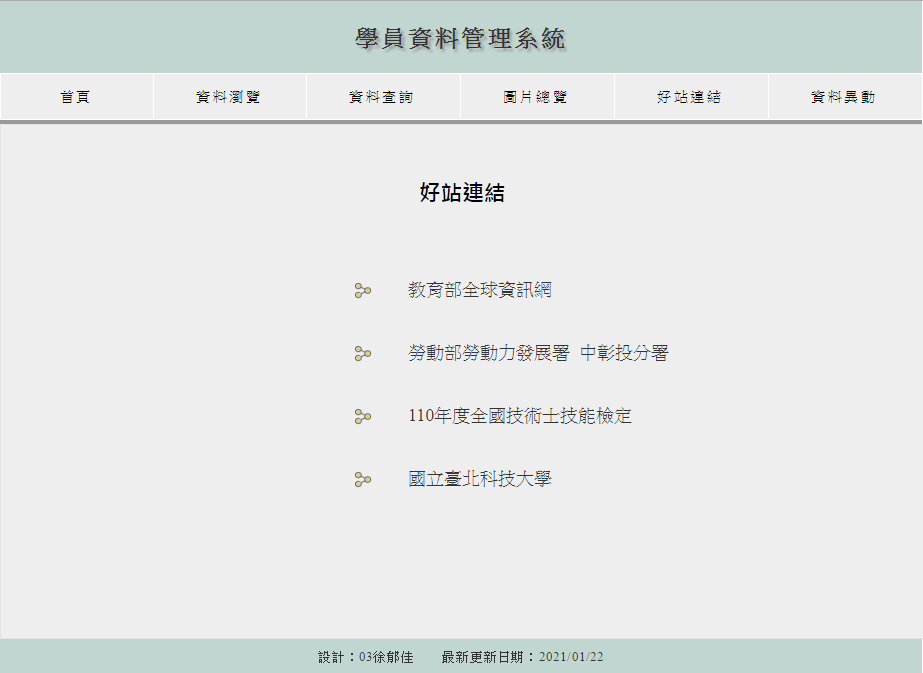 學員資料管理系統
首頁 資料瀏覽 資料查詢 圖片總覽 好站連結 資料異動
好站連結
教育部全球資訊網
勞動部勞動力發展署 中彰投分署
110年度全國技術士技能檢定
國立臺北科技大學
設計：03徐郁佳 最新更新日期：2021/01/22